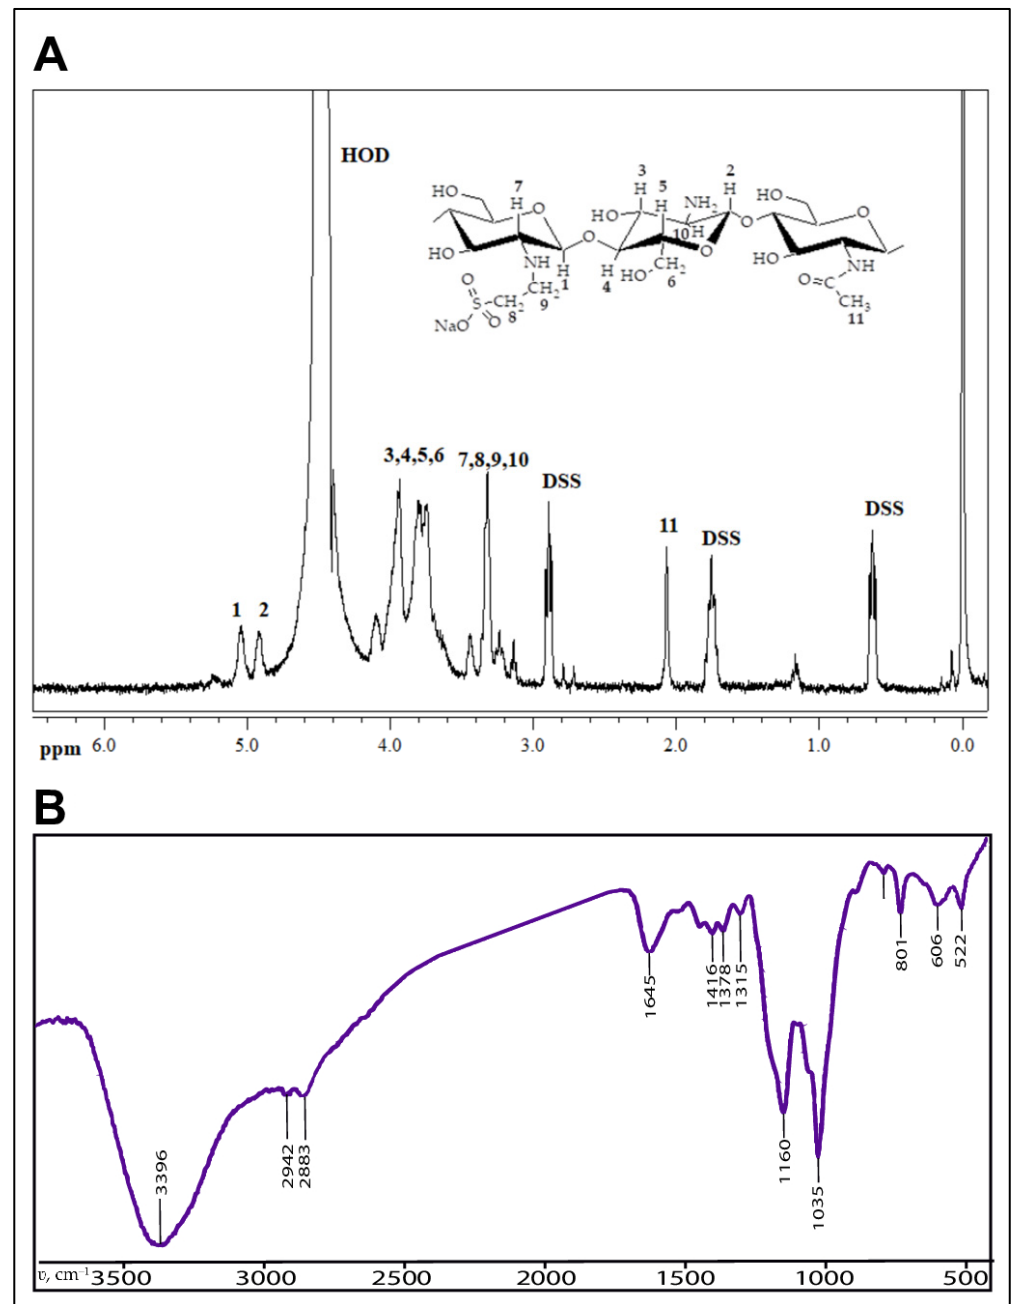 A
HOD
3 5 2
H H H
7
H
HO
O
NH₂
HO
HO
O
10 H
O
O
HO
O
HO
NH
H
1
H
4
HO
CH₂
6
O
HO
NH
O
S
O
NaO
CH₂
8
CH₂
9
O
CH₃
11
3,4,5,6
7,8,9,10
DSS
11
DSS
DSS
1 2
ppm 6.0 5.0 4.0 3.0 2.0 1.0 0.0
B
3396
2942
2883
1645
1416
1378
1315
1160
1035
801
606
522
υ, cm⁻¹ 3500 3000 2500 2000 1500 1000 500